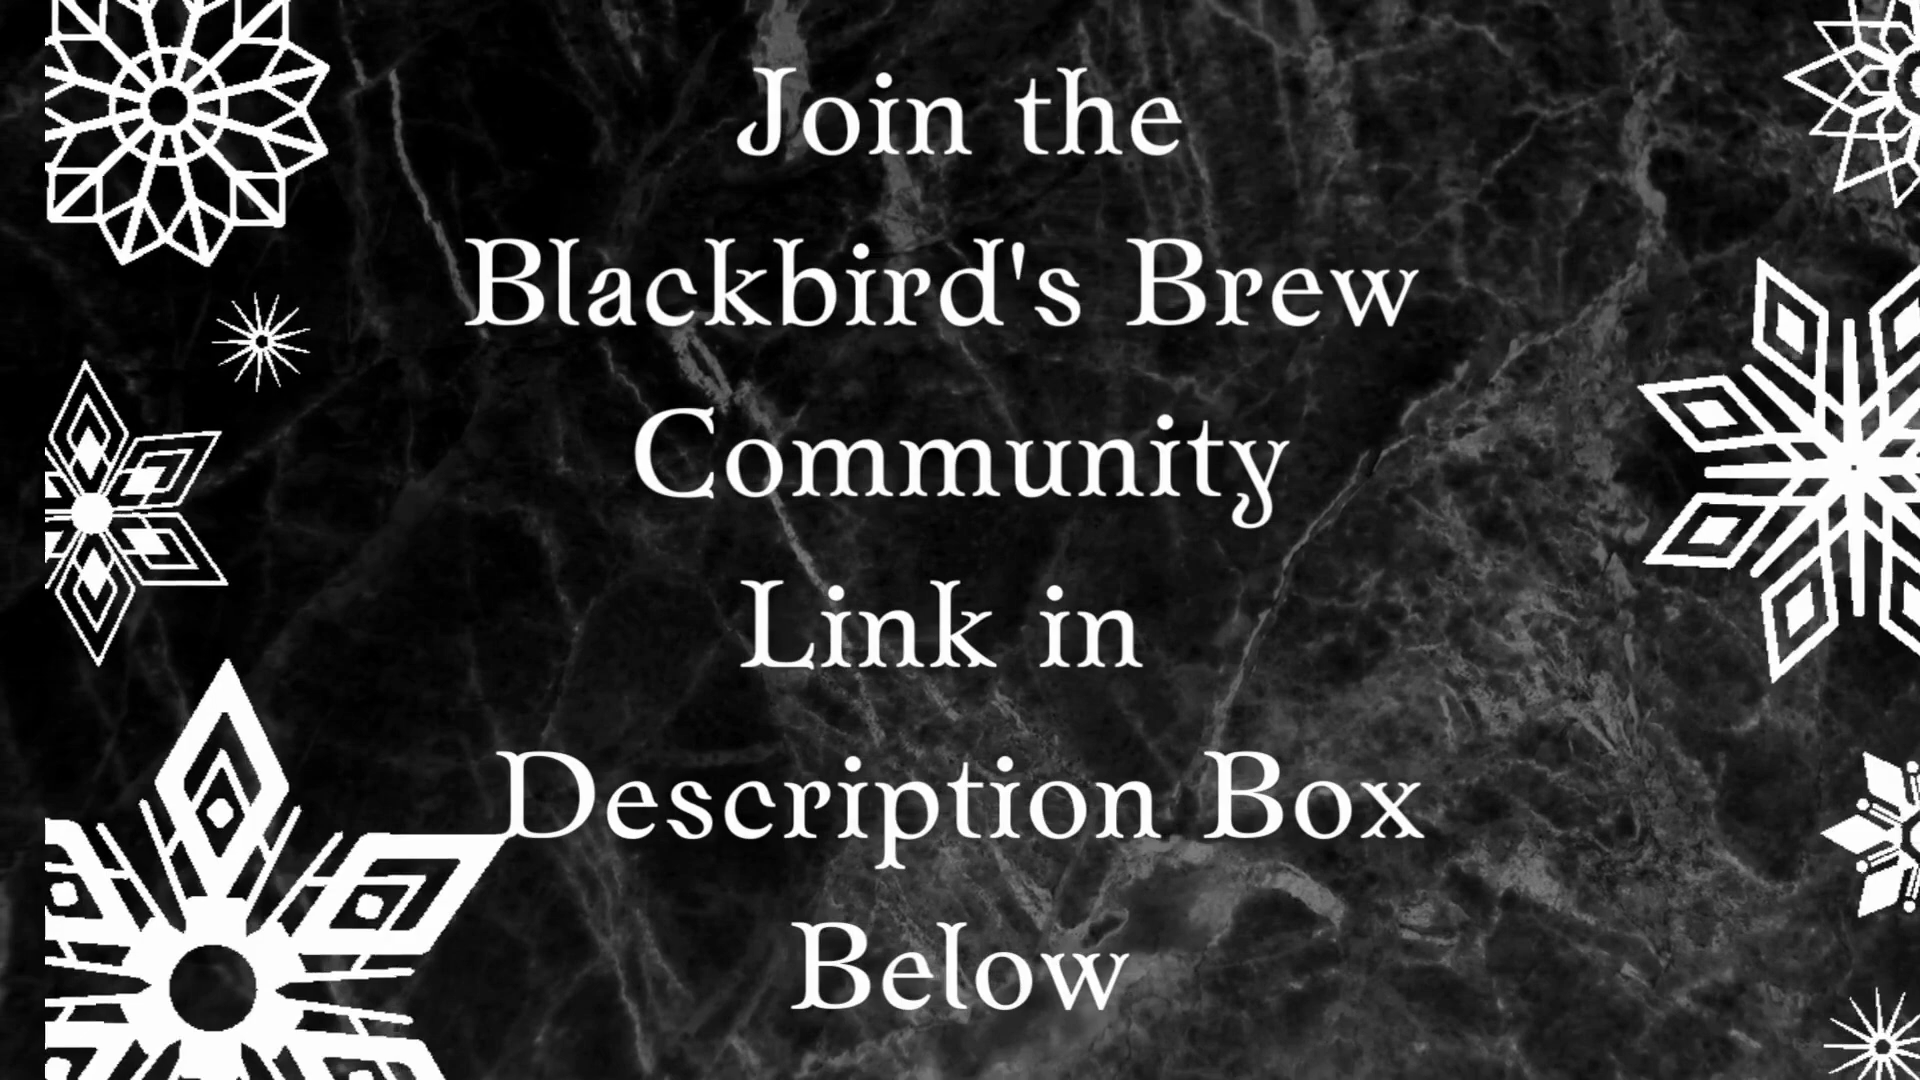 Join the
Blackbird's Brew
Community
Link in
Description Box
Below